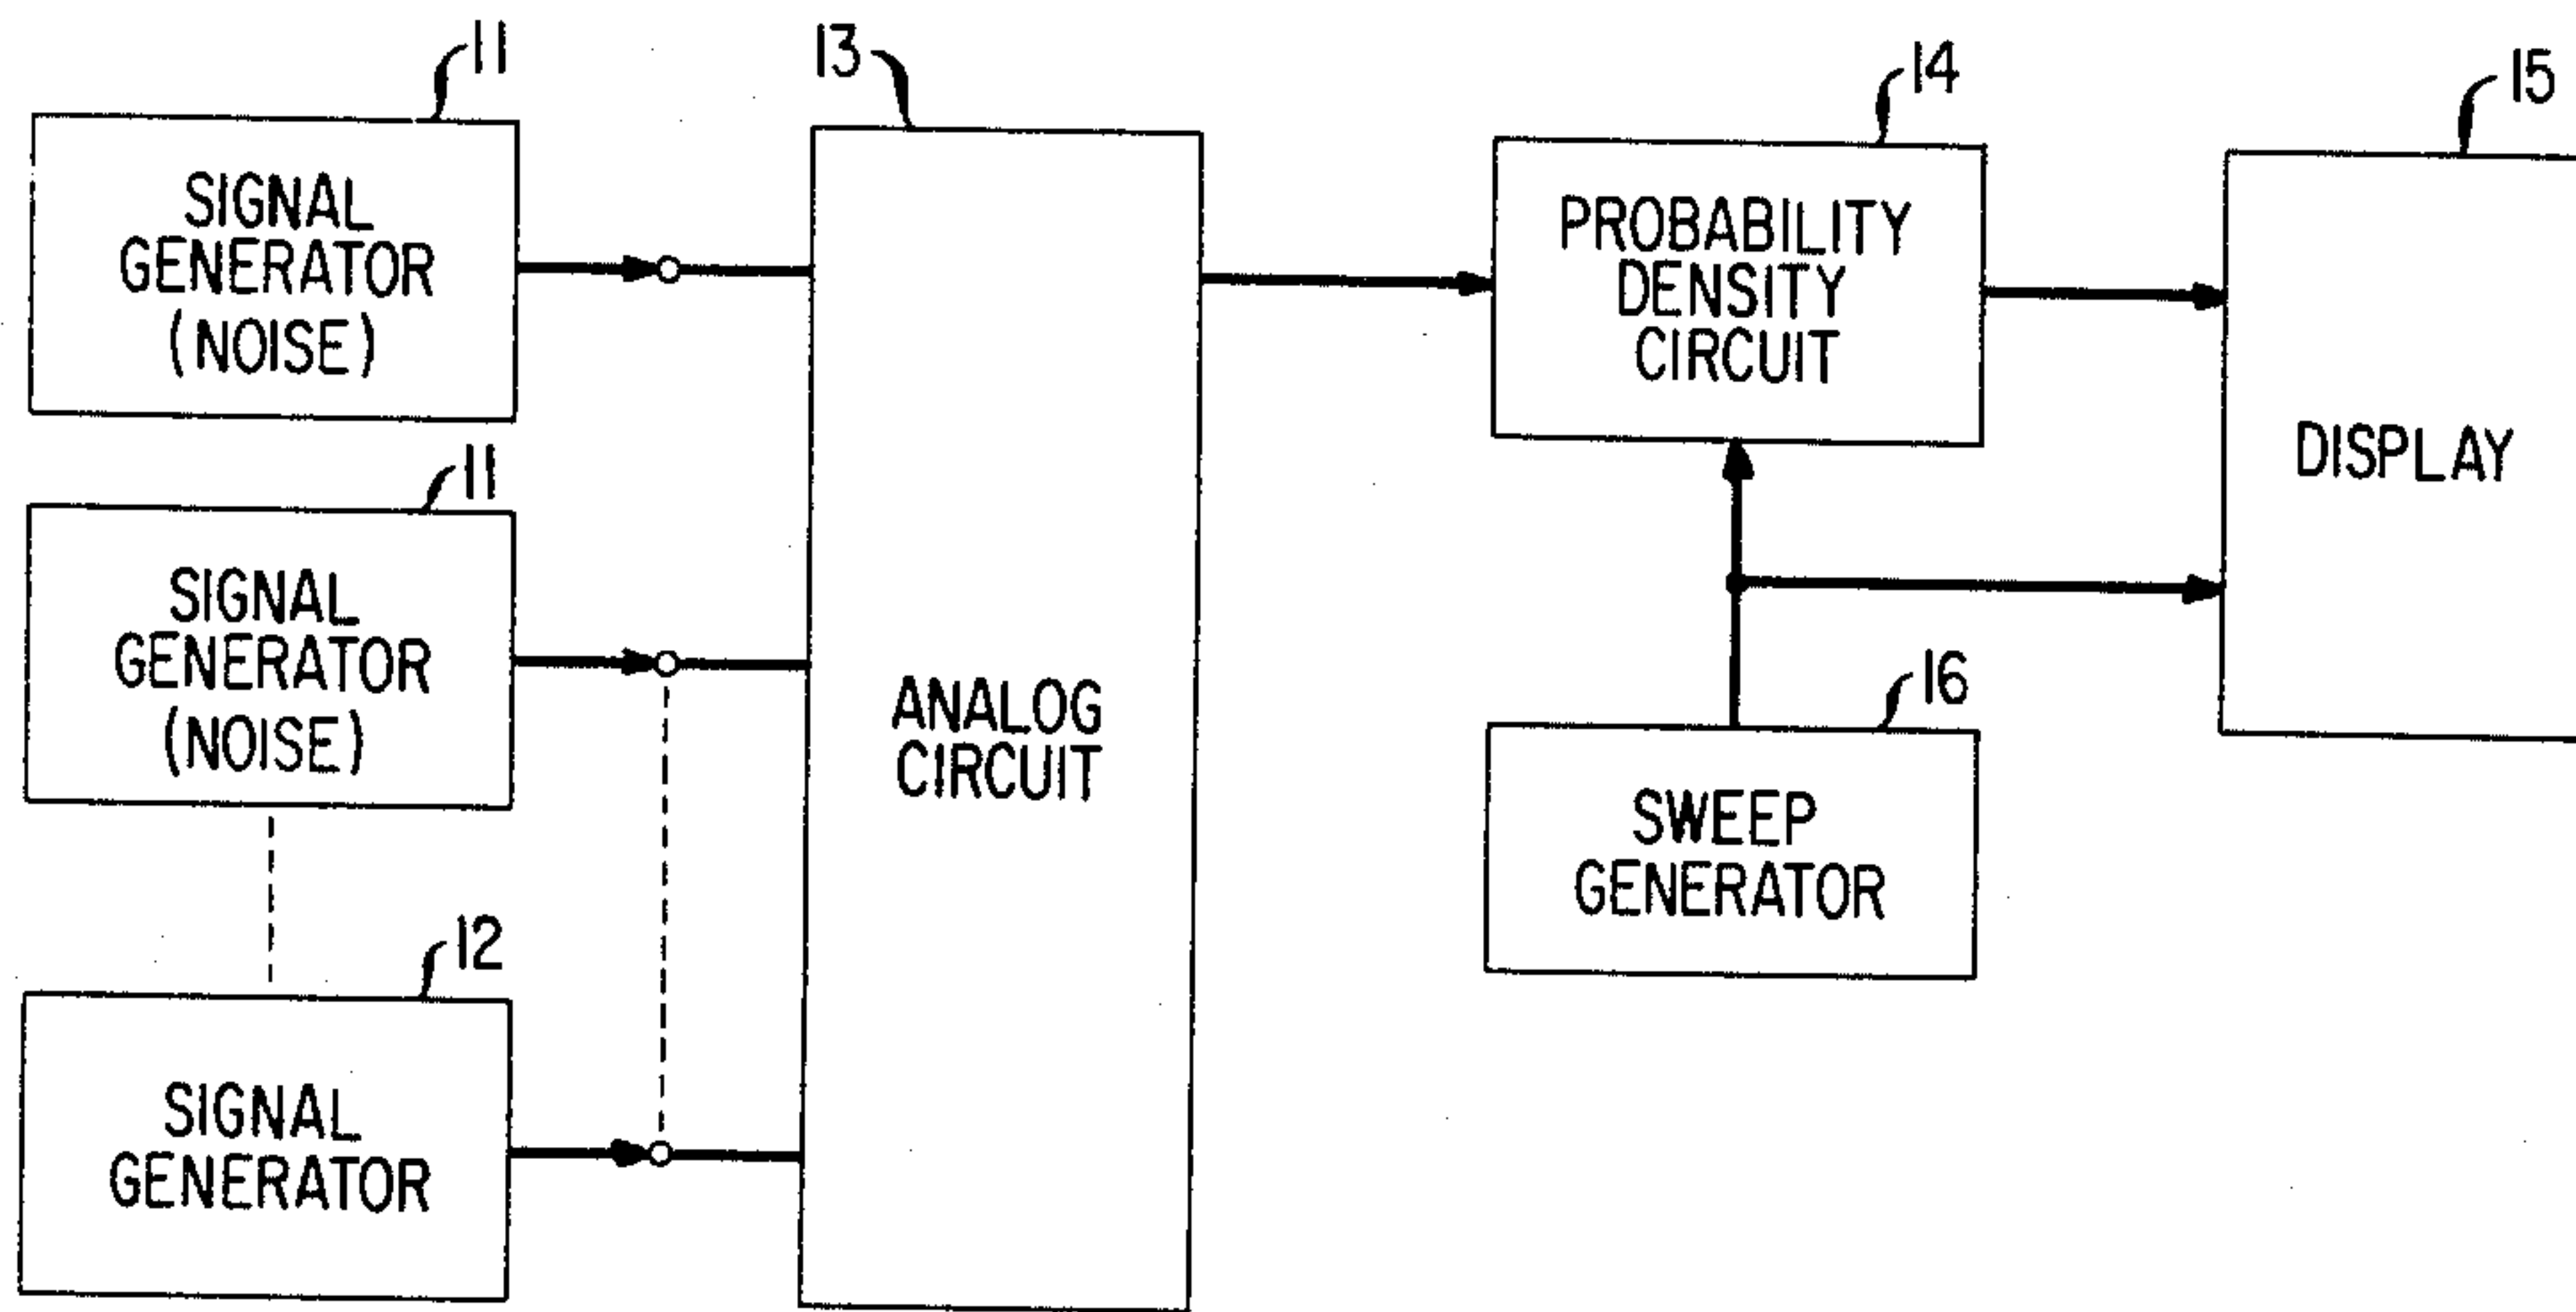 11
SIGNAL
GENERATOR
(NOISE)
11
SIGNAL
GENERATOR
(NOISE)
12
SIGNAL
GENERATOR
13
ANALOG
CIRCUIT
14
PROBABILITY
DENSITY
CIRCUIT
15
DISPLAY
16
SWEEP
GENERATOR